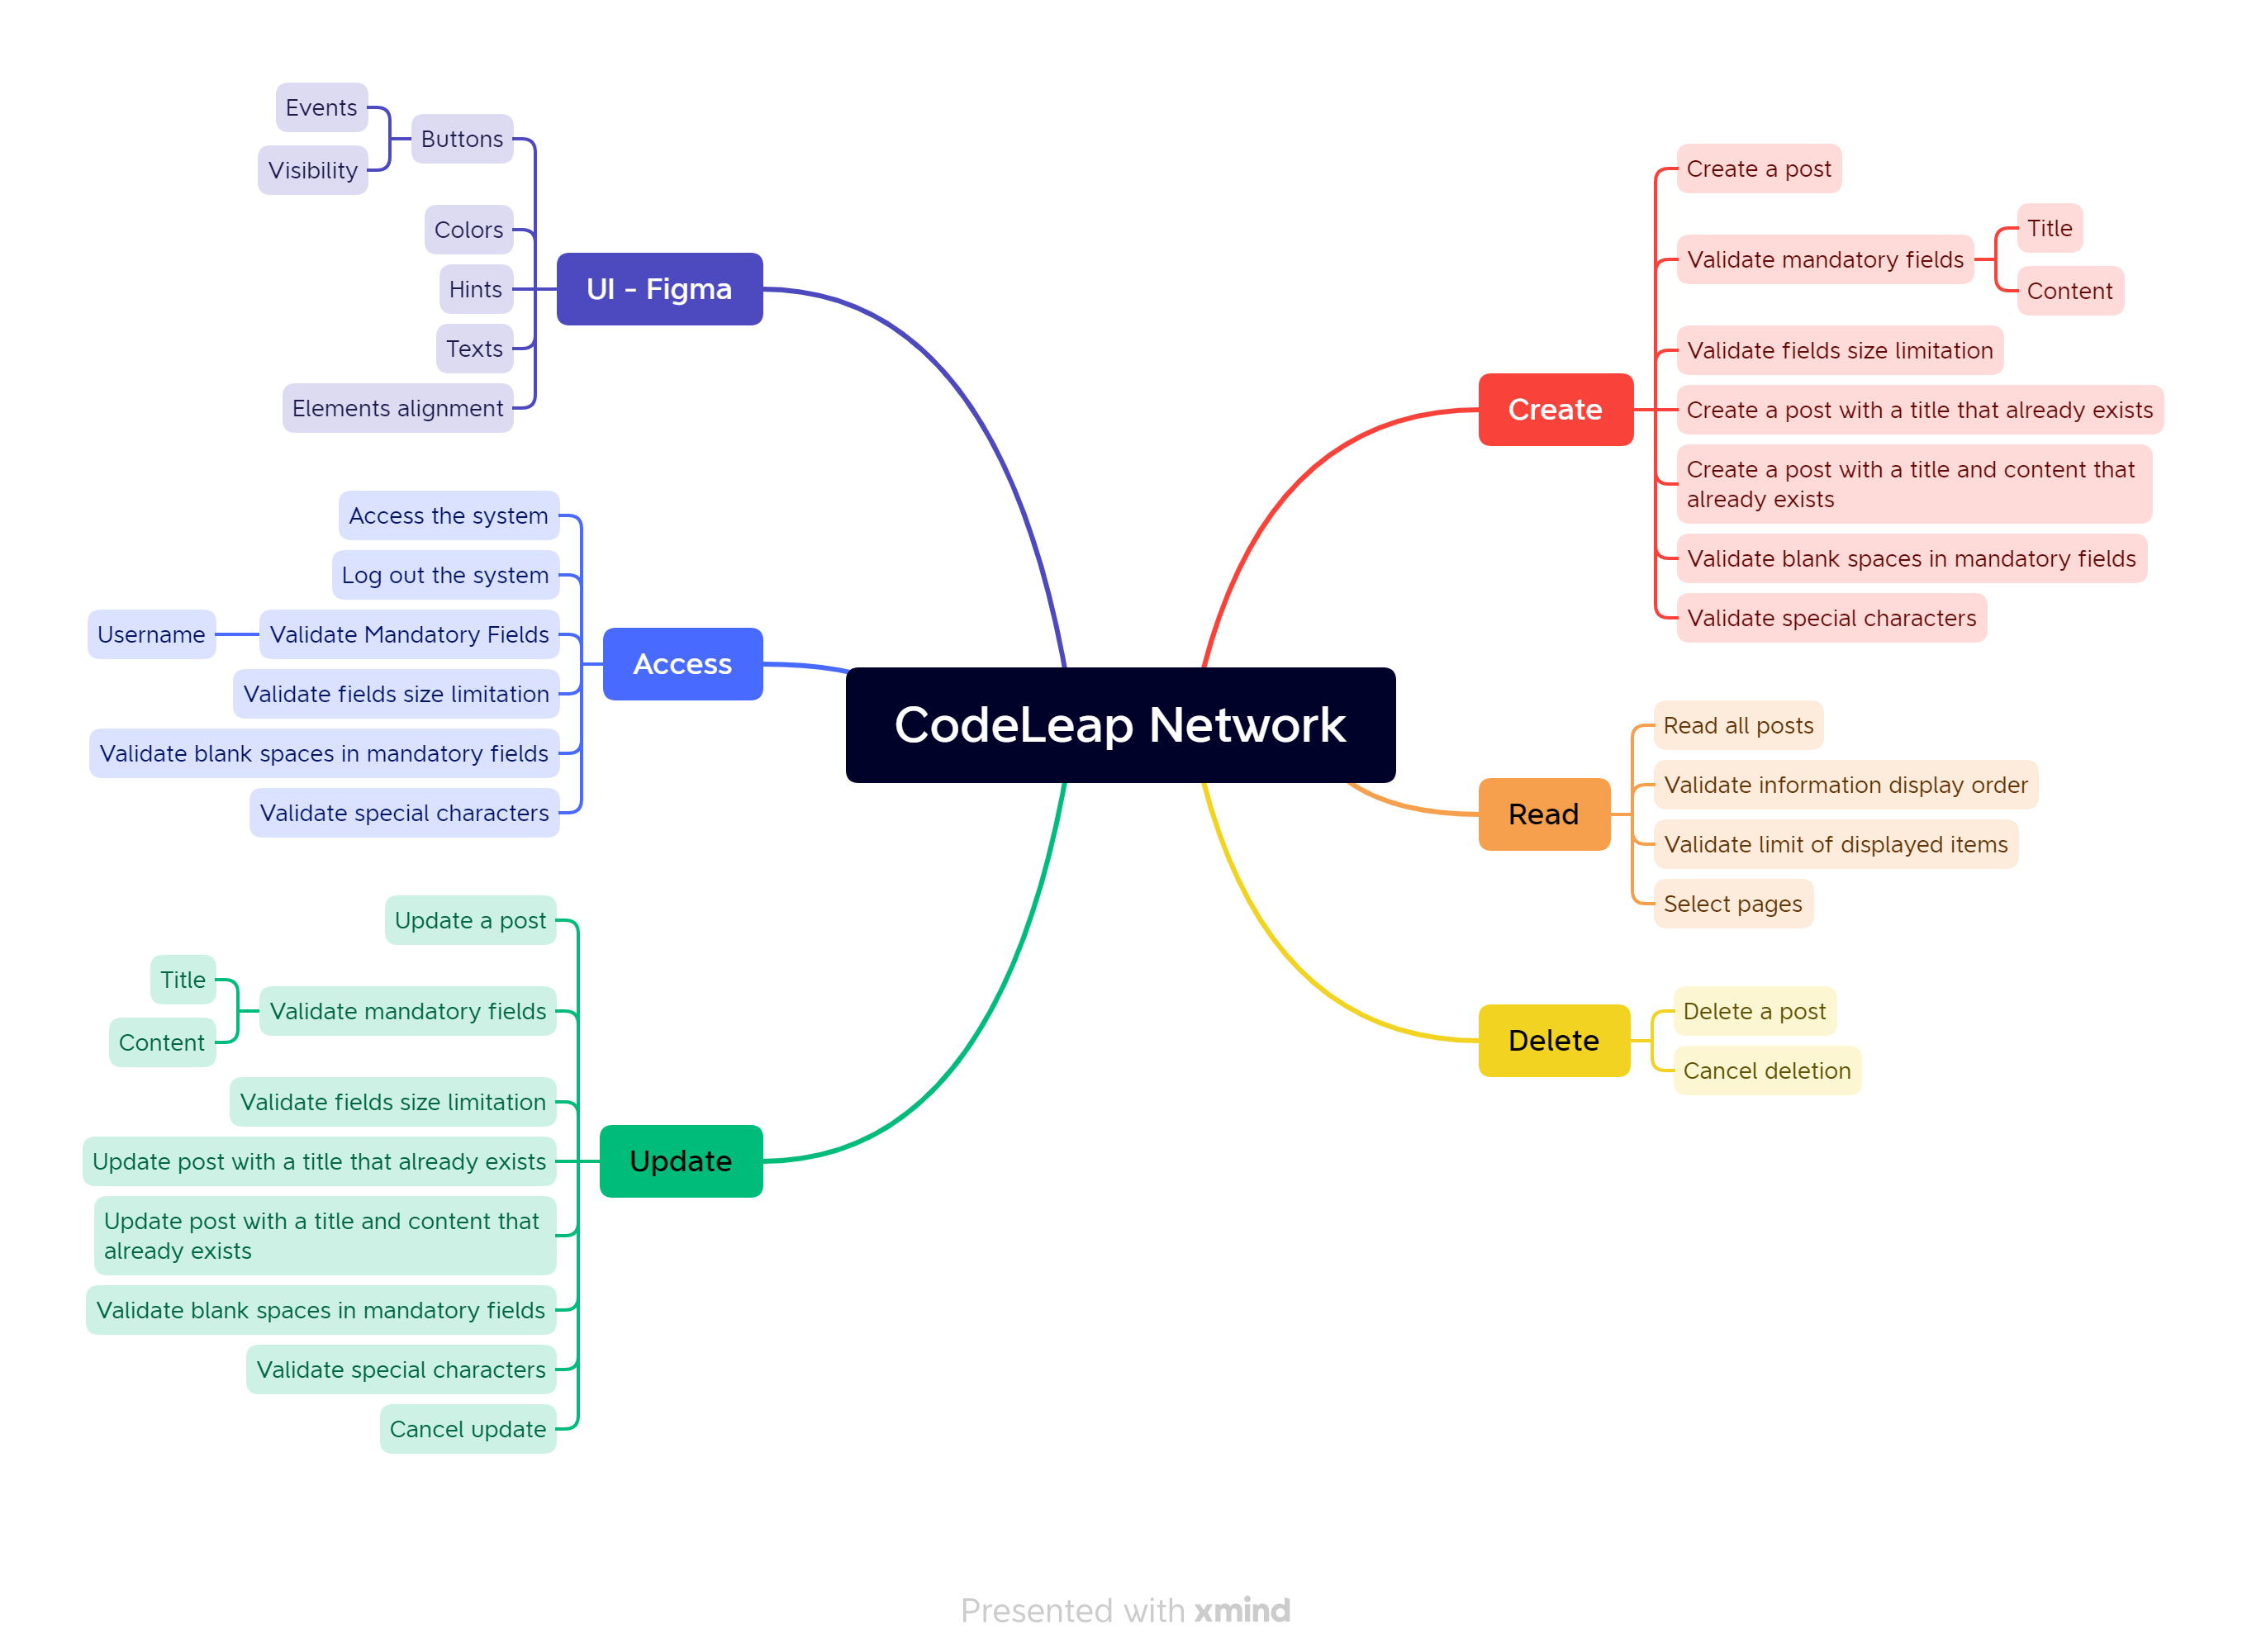 Events
Visibility
Buttons
Colors
Hints
Texts
Elements alignment
UI - Figma
Access the system
Log out the system
Username
Validate Mandatory Fields
Validate fields size limitation
Validate blank spaces in mandatory fields
Validate special characters
Access
Update a post
Title
Content
Validate mandatory fields
Validate fields size limitation
Update post with a title that already exists
Update post with a title and content that
already exists
Validate blank spaces in mandatory fields
Validate special characters
Cancel update
Update
CodeLeap Network
Create
Create a post
Validate mandatory fields
Title
Content
Validate fields size limitation
Create a post with a title that already exists
Create a post with a title and content that
already exists
Validate blank spaces in mandatory fields
Validate special characters
Read
Read all posts
Validate information display order
Validate limit of displayed items
Select pages
Delete
Delete a post
Cancel deletion
Presented with xmind